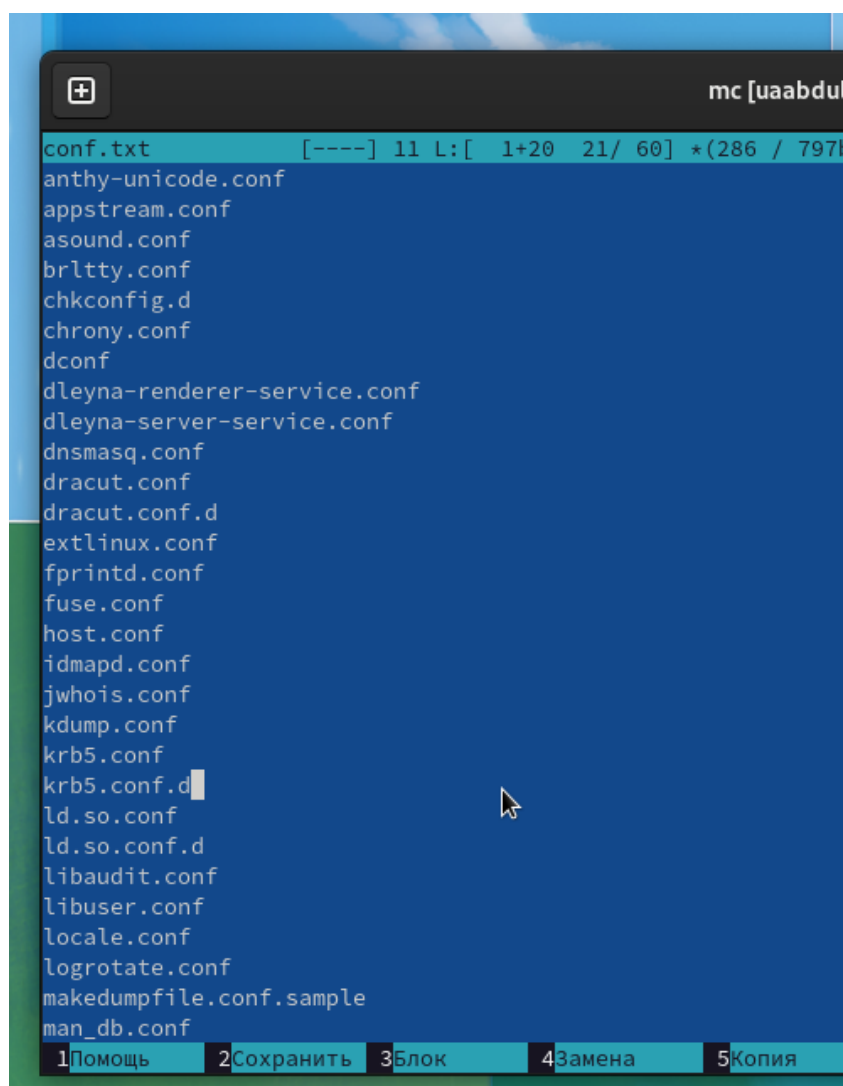 mc [uaabdul
conf.txt [----] 11 L:[ 1+20 21/ 60] *(286 / 797b
anthy-unicode.conf
appstream.conf
asound.conf
brltty.conf
chkconfig.d
chrony.conf
dconf
dleyna-renderer-service.conf
dleyna-server-service.conf
dnsmasq.conf
dracut.conf
dracut.conf.d
extlinux.conf
fprintd.conf
fuse.conf
host.conf
idmapd.conf
jwhois.conf
kdump.conf
krb5.conf
krb5.conf.d
ld.so.conf
ld.so.conf.d
libaudit.conf
libuser.conf
locale.conf
logrotate.conf
makedumpfile.conf.sample
man_db.conf
1Помощь 2Сохранить 3Блок 4Замена 5Копия